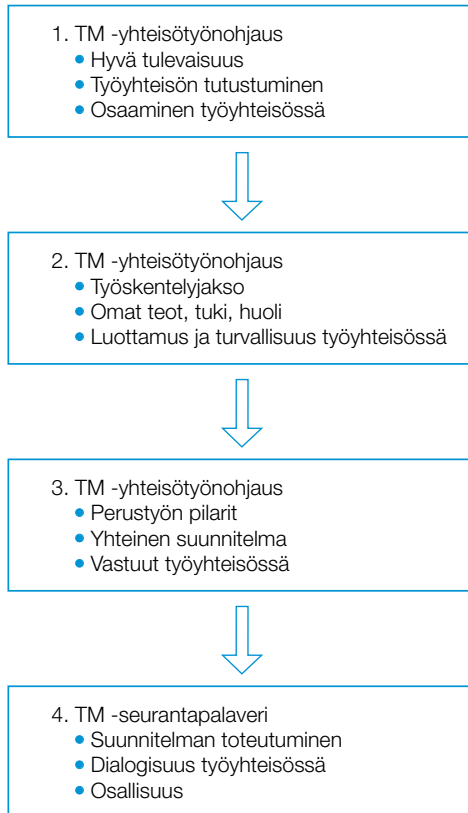 1. TM -yhteisötyönohjaus
• Hyvä tulevaisuus
• Työyhteisön tutustuminen
• Osaaminen työyhteisössä
2. TM -yhteisötyönohjaus
• Työskentelyjakso
• Omat teot, tuki, huoli
• Luottamus ja turvallisuus työyhteisössä
3. TM -yhteisötyönohjaus
• Perustyön pilarit
• Yhteinen suunnitelma
• Vastuut työyhteisössä
4. TM -seurantapalaveri
• Suunnitelman toteutuminen
• Dialogisuus työyhteisössä
• Osallisuus